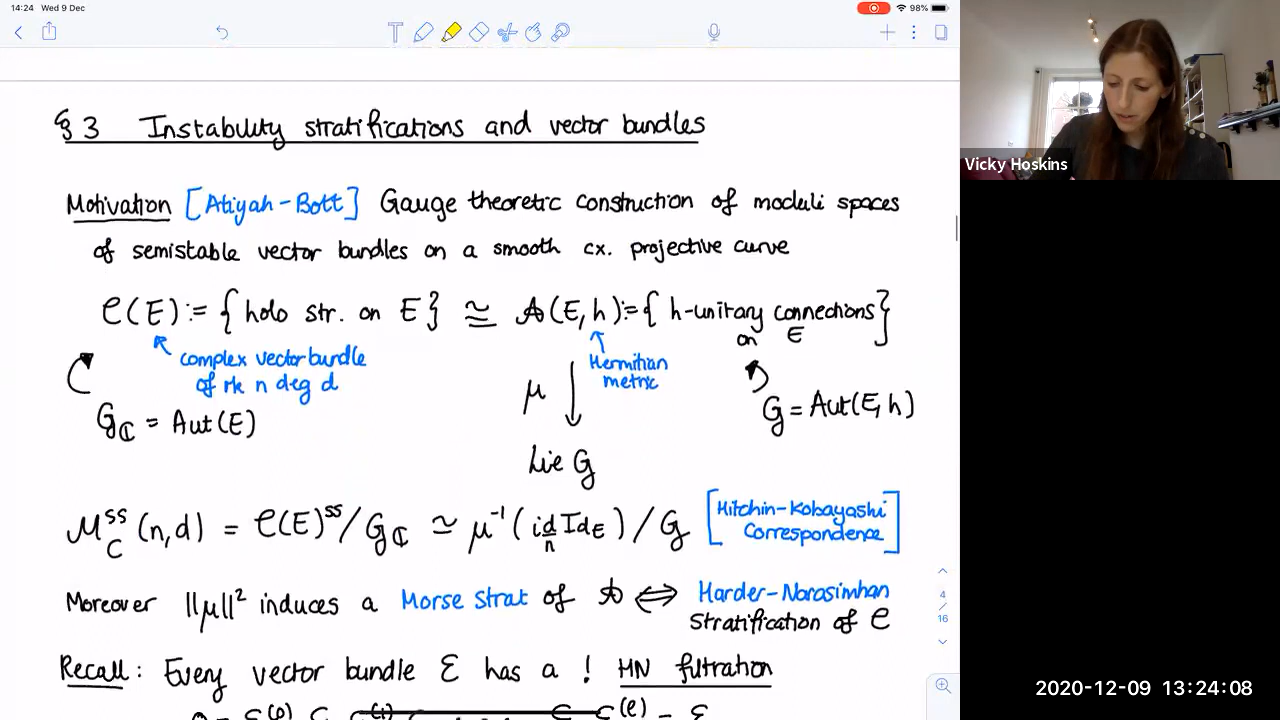 14:24 Wed 9 Dec
98%
§3 Instability stratifications and vector bundles
Motivation [Atiyah-Bott] Gauge theoretic construction of moduli spaces
of semistable vector bundles on a smooth cx. projective curve
𝒞(E) := { holo str. on E } ≅ 𝒜(E,h) := { h-unitary connections on E }
complex vector bundle
of rk n deg d
Hermitian
metric
μ
G_ℂ = Aut(E)
G = Aut(E,h)
Lie G
M_C^{ss}(n,d) = 𝒞(E)^{ss}/G_ℂ ≃ μ^{-1}(i d/n Id_E)/G [Hitchin-Kobayashi
Correspondence]
Moreover ||μ||² induces a Morse strat of 𝒜 ⟺ Harder-Narasimhan
stratification of 𝒞
Recall: Every vector bundle ℰ has a ! HN filtration
4
/
16
Vicky Hoskins
2020-12-09 13:24:08